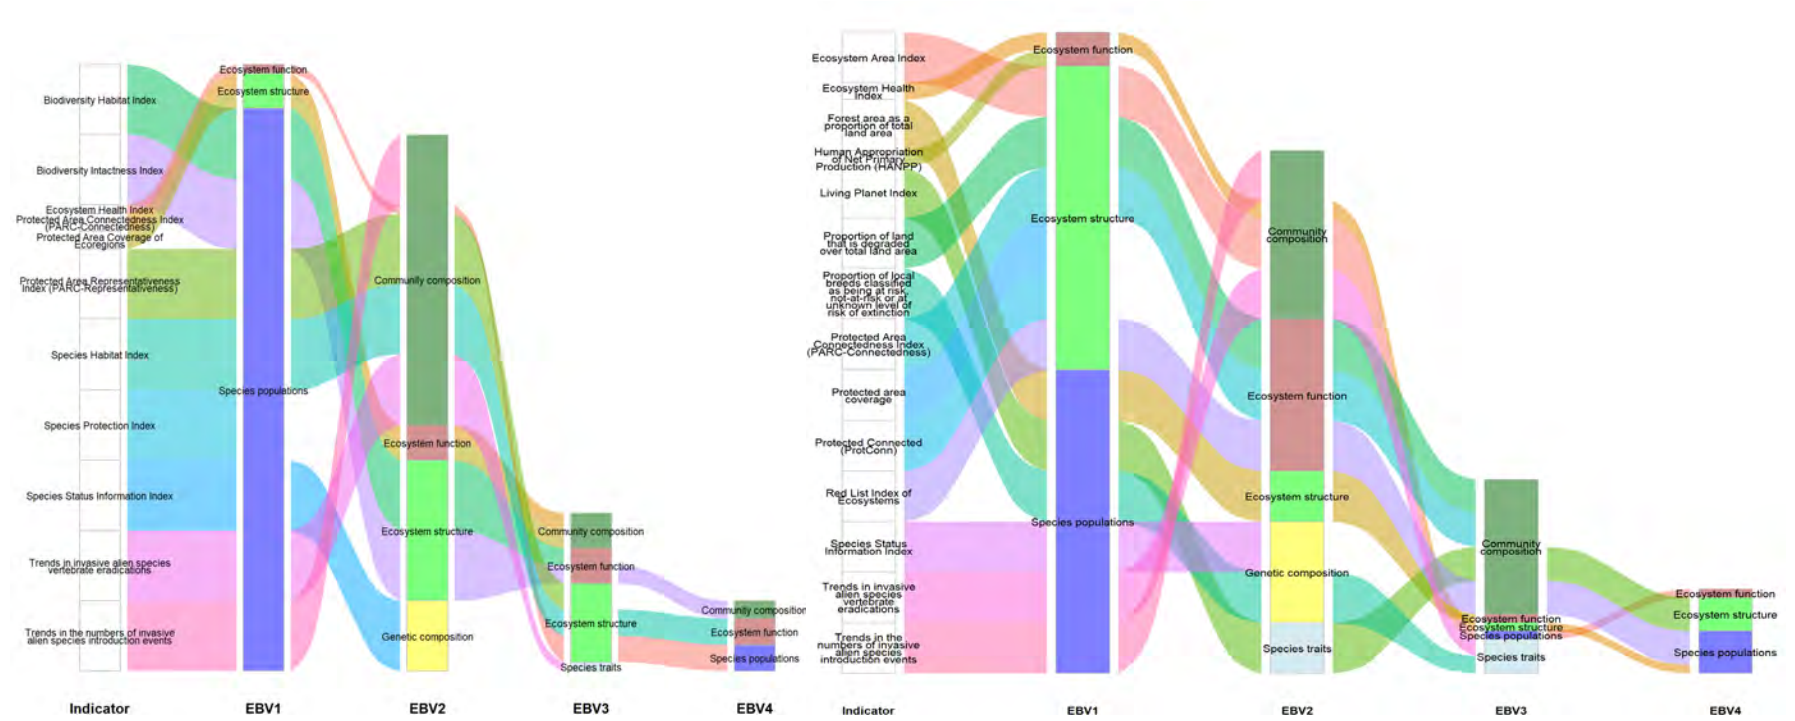 Biodiversity Habitat Index
Biodiversity Intactness Index
Ecosystem Health Index
Protected Area Connectedness Index
(PARC-Connectedness)
Protected Area Coverage of
Ecoregions
Protected Area Representativeness
Index (PARC-Representativeness)
Species Habitat Index
Species Protection Index
Species Status Information Index
Trends in invasive alien species
vertebrate eradications
Trends in the numbers of invasive
alien species introduction events
Indicator
Ecosystem function
Ecosystem structure
Species populations
EBV1
Community composition
Ecosystem function
Ecosystem structure
Genetic composition
EBV2
Community composition
Ecosystem function
Ecosystem structure
Species traits
EBV3
Community composition
Ecosystem function
Species populations
EBV4
Ecosystem Area Index
Ecosystem Health
Index
Forest area as a
proportion of total
land area
Human Appropriation
of Net Primary
Production (HANPP)
Living Planet Index
Proportion of land
that is degraded
over total land area
Proportion of local
breeds classified
as being at risk,
not-at-risk or at
unknown level of
risk of extinction
Protected Area
Connectedness Index
(PARC-Connectedness)
Protected area
coverage
Protected Connected
(ProtConn)
Red List Index of
Ecosystems
Species Status
Information Index
Trends in invasive
alien species
vertebrate
eradications
Trends in the
numbers of invasive
alien species
introduction events
Indicator
Ecosystem function
Ecosystem structure
Species populations
EBV1
Community
composition
Ecosystem function
Ecosystem structure
Genetic composition
Species traits
EBV2
Community
composition
Ecosystem function
Ecosystem structure
Species populations
Species traits
EBV3
Ecosystem function
Ecosystem structure
Species populations
EBV4